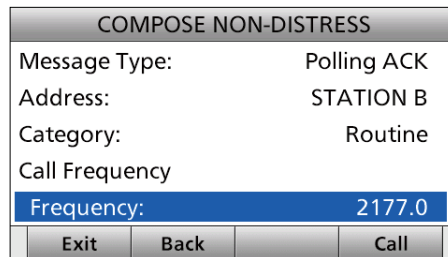 COMPOSE NON-DISTRESS
Message Type: Polling ACK
Address: STATION B
Category: Routine
Call Frequency
Frequency: 2177.0
Exit Back Call